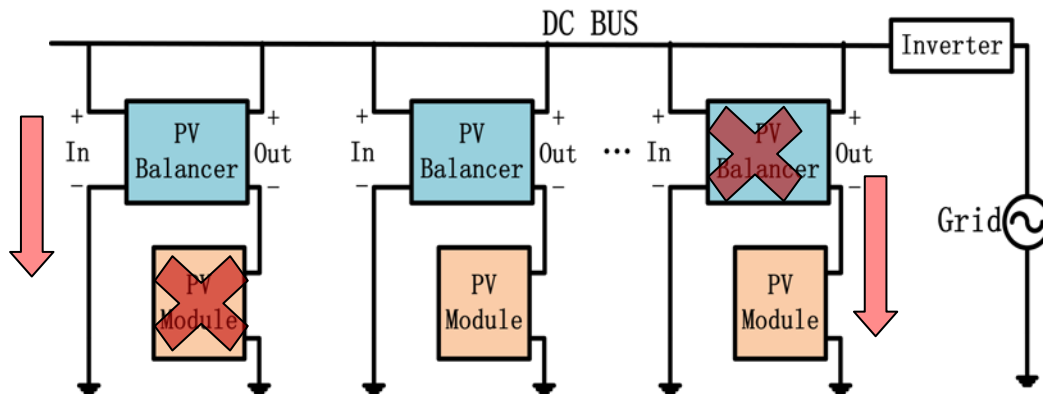 DC BUS
Inverter
+
+
+
+
+
+
In
PV
Balancer
Out
In
PV
Balancer
Out
...
In
PV
Balancer
Out
−
−
−
−
−
−
Grid
PV
Module
PV
Module
PV
Module